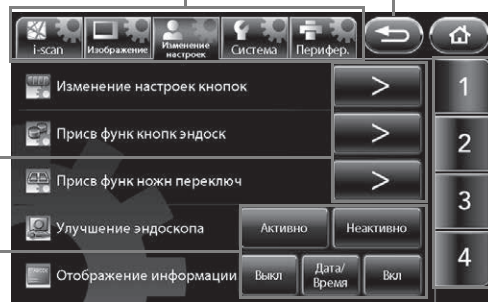 i-scan
Изображение
Изменение
настроек
Система
Перифер.
Изменение настроек кнопок
>
1
Присв функ кнопк эндоск
>
2
Присв функ ножн переключ
>
3
Улучшение эндоскопа
Активно
Неактивно
4
Отображение информации
Выкл
Дата/
Время
Вкл